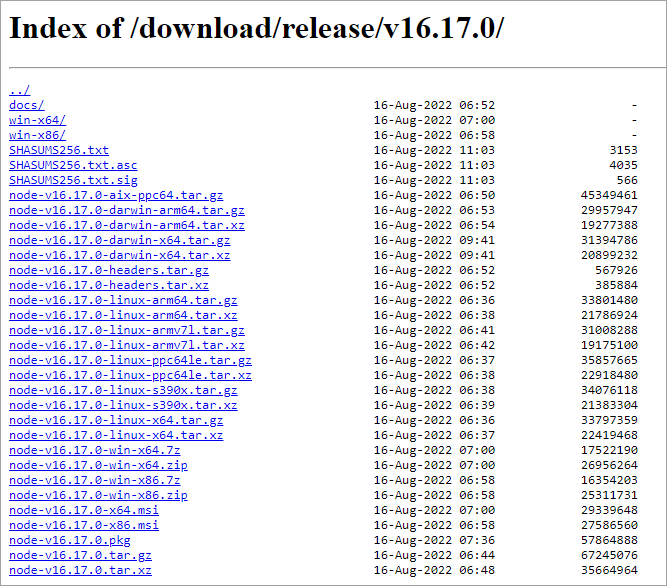 Index of /download/release/v16.17.0/
../
docs/ 16-Aug-2022 06:52 -
win-x64/ 16-Aug-2022 07:00 -
win-x86/ 16-Aug-2022 06:58 -
SHASUMS256.txt 16-Aug-2022 11:03 3153
SHASUMS256.txt.asc 16-Aug-2022 11:03 4035
SHASUMS256.txt.sig 16-Aug-2022 11:03 566
node-v16.17.0-aix-ppc64.tar.gz 16-Aug-2022 06:50 45349461
node-v16.17.0-darwin-arm64.tar.gz 16-Aug-2022 06:53 29957947
node-v16.17.0-darwin-arm64.tar.xz 16-Aug-2022 06:54 19277388
node-v16.17.0-darwin-x64.tar.gz 16-Aug-2022 09:41 31394786
node-v16.17.0-darwin-x64.tar.xz 16-Aug-2022 09:41 20899232
node-v16.17.0-headers.tar.gz 16-Aug-2022 06:52 567926
node-v16.17.0-headers.tar.xz 16-Aug-2022 06:52 385884
node-v16.17.0-linux-arm64.tar.gz 16-Aug-2022 06:36 33801480
node-v16.17.0-linux-arm64.tar.xz 16-Aug-2022 06:38 21786924
node-v16.17.0-linux-armv7l.tar.gz 16-Aug-2022 06:41 31008288
node-v16.17.0-linux-armv7l.tar.xz 16-Aug-2022 06:42 19175100
node-v16.17.0-linux-ppc64le.tar.gz 16-Aug-2022 06:37 35857665
node-v16.17.0-linux-ppc64le.tar.xz 16-Aug-2022 06:38 22918480
node-v16.17.0-linux-s390x.tar.gz 16-Aug-2022 06:38 34076118
node-v16.17.0-linux-s390x.tar.xz 16-Aug-2022 06:39 21383304
node-v16.17.0-linux-x64.tar.gz 16-Aug-2022 06:36 33797359
node-v16.17.0-linux-x64.tar.xz 16-Aug-2022 06:37 22419468
node-v16.17.0-win-x64.7z 16-Aug-2022 07:00 17522190
node-v16.17.0-win-x64.zip 16-Aug-2022 07:00 26956264
node-v16.17.0-win-x86.7z 16-Aug-2022 06:58 16354203
node-v16.17.0-win-x86.zip 16-Aug-2022 06:58 25311731
node-v16.17.0-x64.msi 16-Aug-2022 07:00 29339648
node-v16.17.0-x86.msi 16-Aug-2022 06:58 27586560
node-v16.17.0.pkg 16-Aug-2022 07:36 57864888
node-v16.17.0.tar.gz 16-Aug-2022 06:44 67245076
node-v16.17.0.tar.xz 16-Aug-2022 06:48 35664964